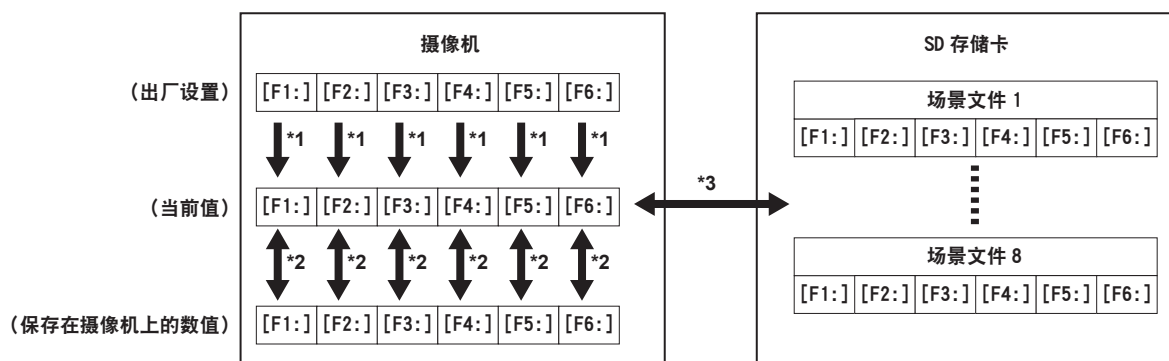 摄像机
SD 存储卡
（出厂设置） [F1:] [F2:] [F3:] [F4:] [F5:] [F6:]
场景文件 1
[F1:] [F2:] [F3:] [F4:] [F5:] [F6:]
*1 *1 *1 *1 *1 *1
（当前值） [F1:] [F2:] [F3:] [F4:] [F5:] [F6:]
*3
*2 *2 *2 *2 *2 *2
场景文件 8
[F1:] [F2:] [F3:] [F4:] [F5:] [F6:]
（保存在摄像机上的数值） [F1:] [F2:] [F3:] [F4:] [F5:] [F6:]